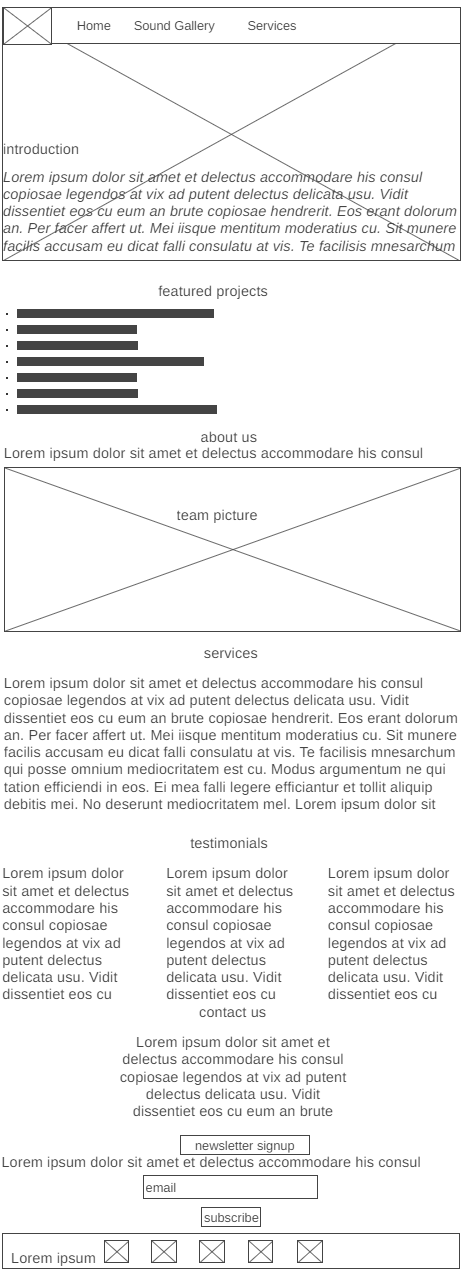 Home Sound Gallery Services
introduction
Lorem ipsum dolor sit amet et delectus accommodare his consul
copiosae legendos at vix ad putent delectus delicata usu. Vidit
dissentiet eos cu eum an brute copiosae hendrerit. Eos erant dolorum
an. Per facer affert ut. Mei iisque mentitum moderatius cu. Sit munere
facilis accusam eu dicat falli consulatu at vis. Te facilisis mnesarchum
featured projects
about us
Lorem ipsum dolor sit amet et delectus accommodare his consul
team picture
services
Lorem ipsum dolor sit amet et delectus accommodare his consul
copiosae legendos at vix ad putent delectus delicata usu. Vidit
dissentiet eos cu eum an brute copiosae hendrerit. Eos erant dolorum
an. Per facer affert ut. Mei iisque mentitum moderatius cu. Sit munere
facilis accusam eu dicat falli consulatu at vis. Te facilisis mnesarchum
qui posse omnium mediocritatem est cu. Modus argumentum ne qui
tation efficiendi in eos. Ei mea falli legere efficiantur et tollit aliquip
debitis mei. No deserunt mediocritatem mel. Lorem ipsum dolor sit
testimonials
Lorem ipsum dolor
sit amet et delectus
accommodare his
consul copiosae
legendos at vix ad
putent delectus
delicata usu. Vidit
dissentiet eos cu
Lorem ipsum dolor
sit amet et delectus
accommodare his
consul copiosae
legendos at vix ad
putent delectus
delicata usu. Vidit
dissentiet eos cu
Lorem ipsum dolor
sit amet et delectus
accommodare his
consul copiosae
legendos at vix ad
putent delectus
delicata usu. Vidit
dissentiet eos cu
contact us
Lorem ipsum dolor sit amet et
delectus accommodare his consul
copiosae legendos at vix ad putent
delectus delicata usu. Vidit
dissentiet eos cu eum an brute
newsletter signup
Lorem ipsum dolor sit amet et delectus accommodare his consul
email
subscribe
Lorem ipsum